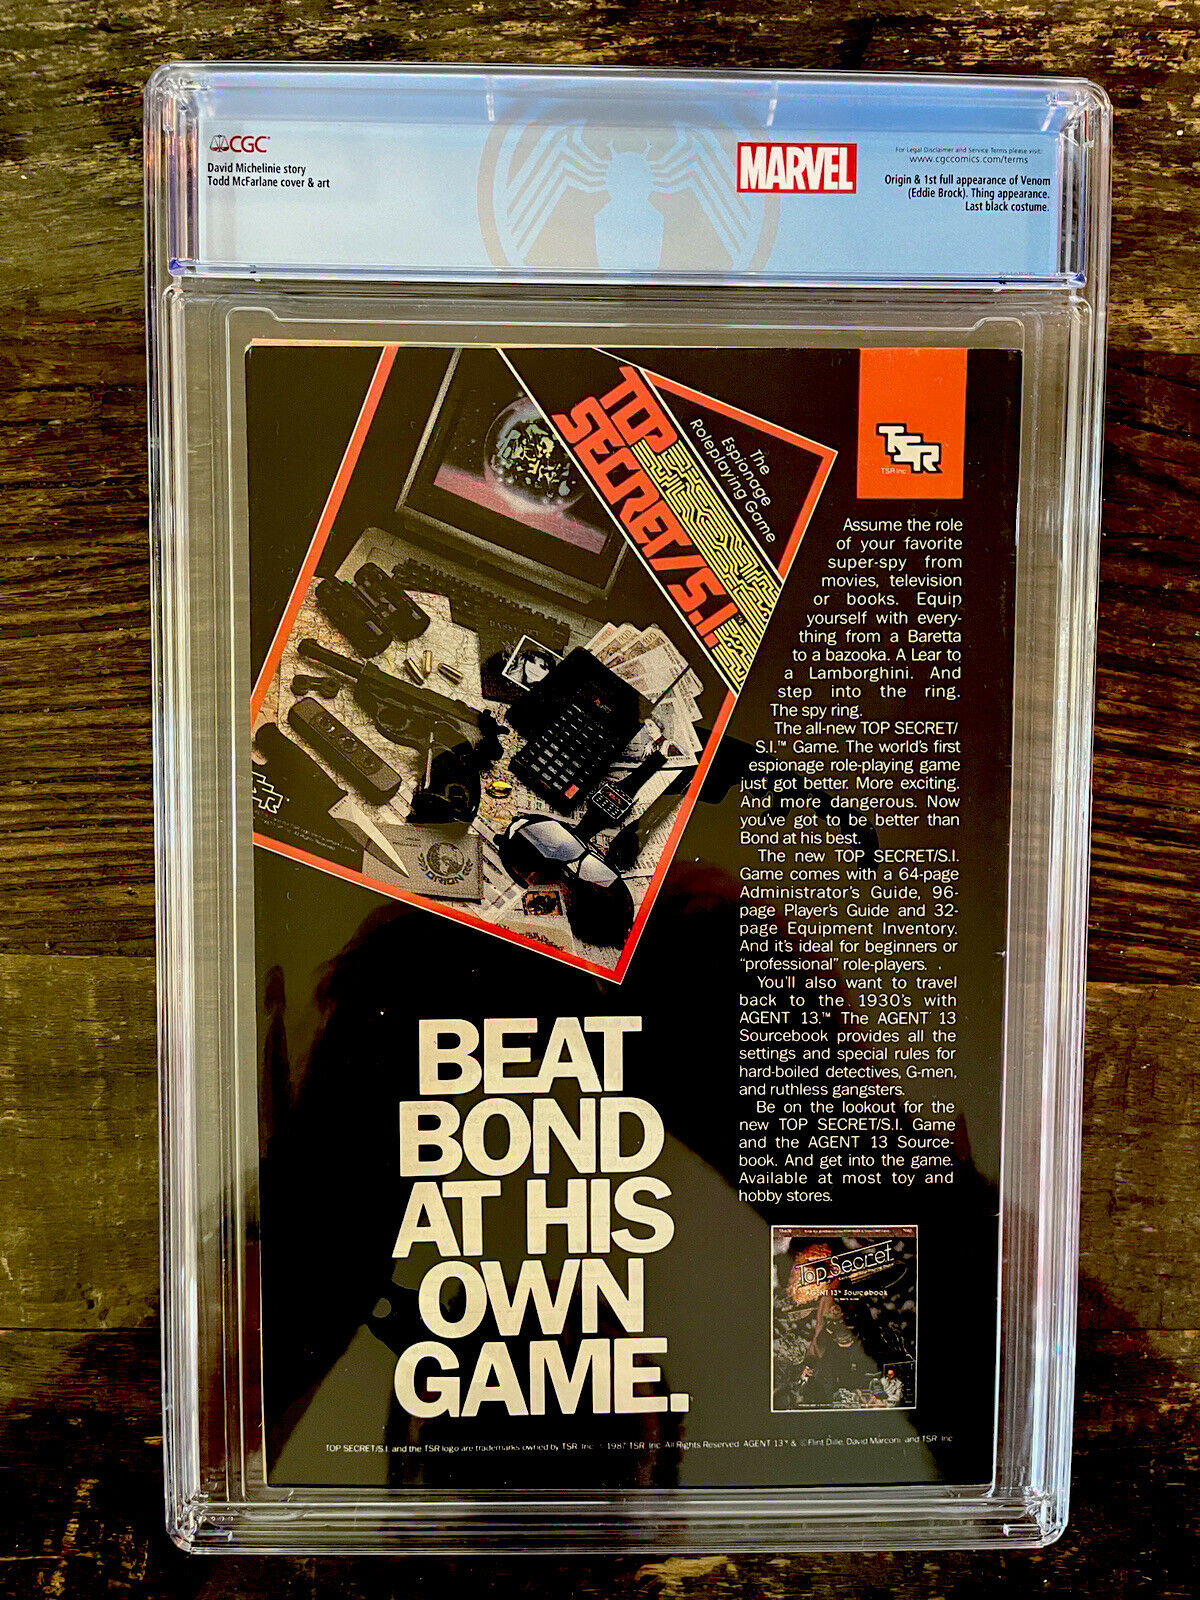 CGC
David Michelinie story
Todd McFarlane cover & art
MARVEL
For Legal Disclaimer and Service Terms please visit:
www.cgccomics.com/terms
Origin & 1st full appearance of Venom
(Eddie Brock). Thing appearance.
Last black costume.
TOP
SECRET/S.I.
The
Espionage
Roleplaying Game
TSR
TSR Inc
TSR
ORION
Assume the role
of your favorite
super-spy from
movies, television
or books. Equip
yourself with every-
thing from a Baretta
to a bazooka. A Lear to
a Lamborghini. And
step into the ring.
The spy ring.
The all-new TOP SECRET/
S.I.™ Game. The world's first
espionage role-playing game
just got better. More exciting.
And more dangerous. Now
you've got to be better than
Bond at his best.
The new TOP SECRET/S.I.
Game comes with a 64-page
Administrator's Guide, 96-
page Player's Guide and 32-
page Equipment Inventory.
And it's ideal for beginners or
"professional" role-players.
You'll also want to travel
back to the 1930's with
AGENT 13.™ The AGENT 13
Sourcebook provides all the
settings and special rules for
hard-boiled detectives, G-men,
and ruthless gangsters.
Be on the lookout for the
new TOP SECRET/S.I. Game
and the AGENT 13 Source-
book. And get into the game.
Available at most toy and
hobby stores.
BEAT
BOND
AT HIS
OWN
GAME.
Top Secret
AGENT 13™ Sourcebook
TOP SECRET/S.I. and the TSR logo are trademarks owned by TSR Inc. © 1987 TSR Inc. All Rights Reserved. AGENT 13™ & © Flint Dille, David Marconi and TSR Inc